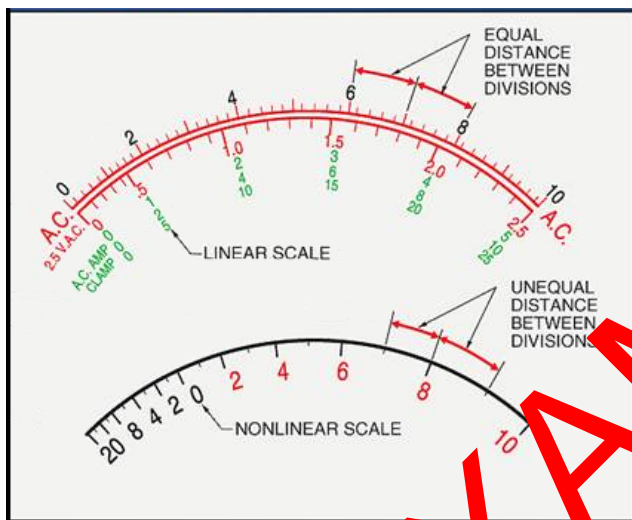 EQUAL
DISTANCE
BETWEEN
DIVISIONS
0 2 4 6 8 10
A.C. A.C.
2.5 V.A.C. 0 .5 1.0 1.5 2.0 2.5
A.C. AMP 0 1 2 3 4 5
CLAMP 0 2 4 6 8 10
0 5 10 15 20 25
LINEAR SCALE
UNEQUAL
DISTANCE
BETWEEN
DIVISIONS
20 8 4 2 0 2 4 6 8 10
NONLINEAR SCALE